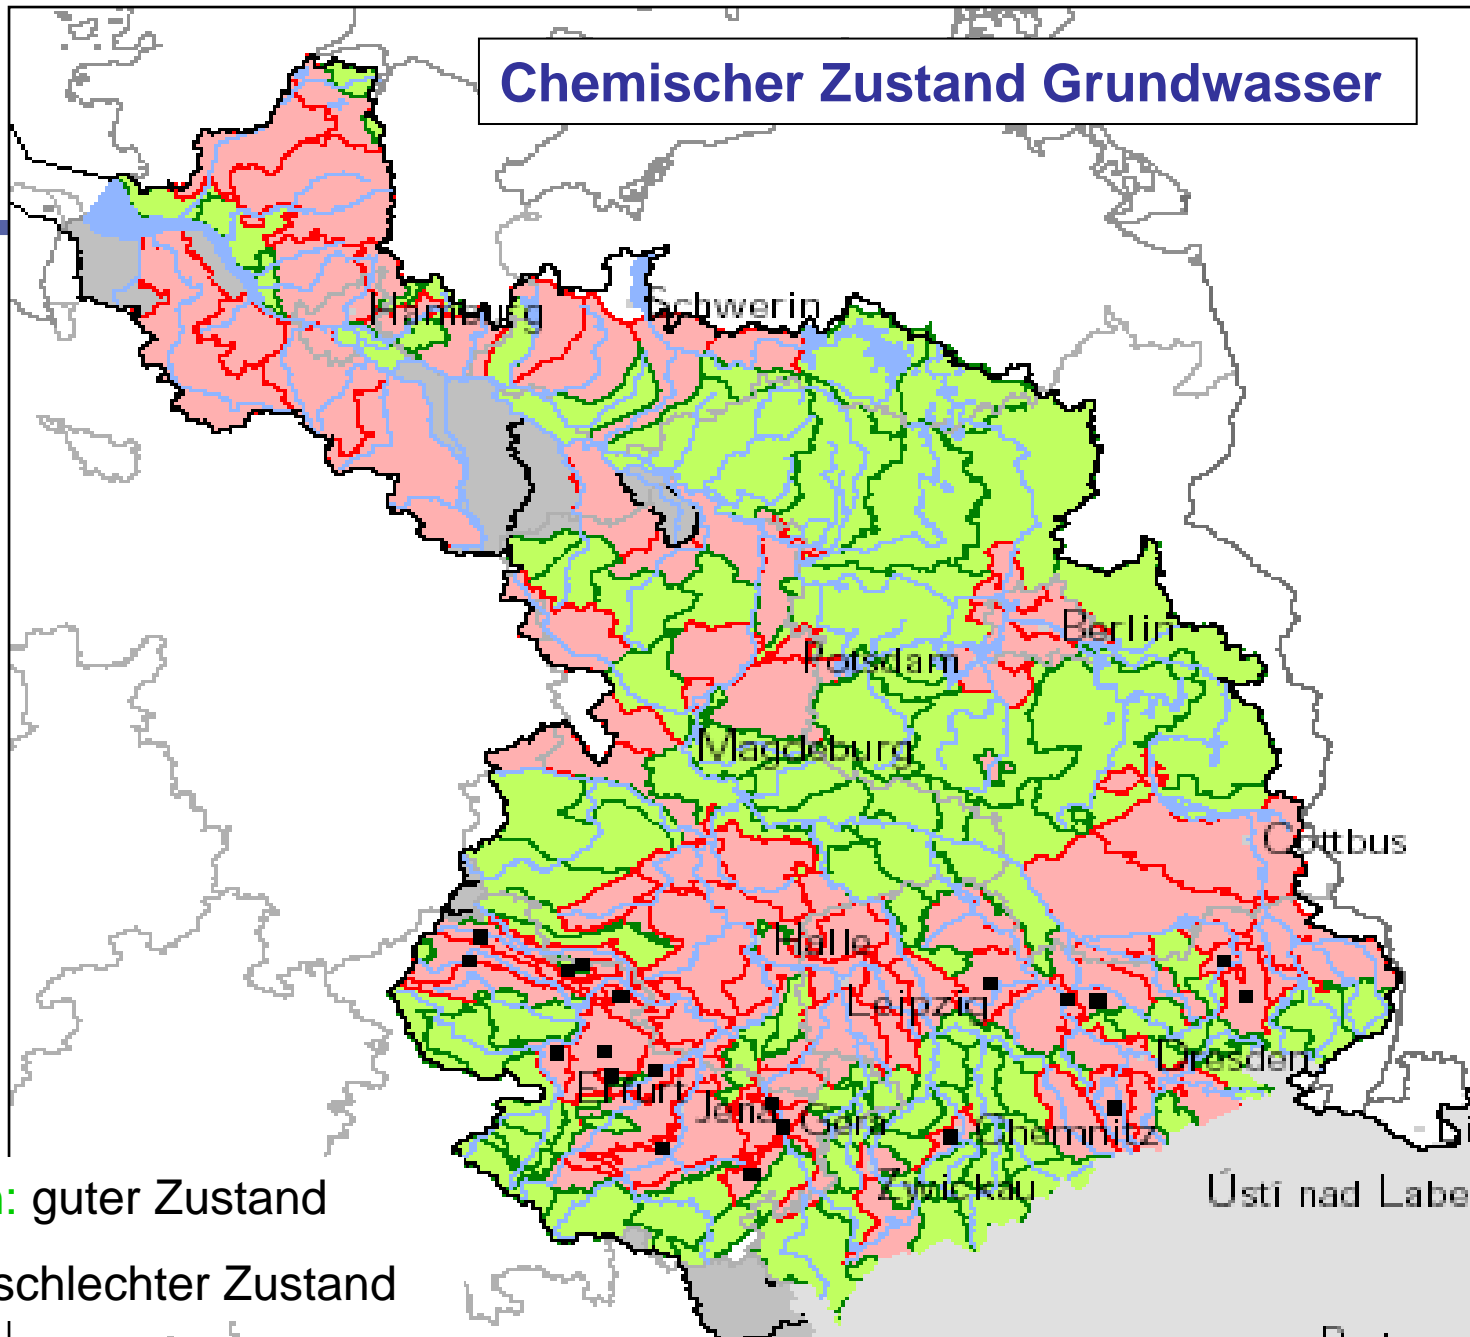 Chemischer Zustand Grundwasser
Hamburg
Schwerin
Berlin
Potsdam
Magdeburg
Cottbus
Halle
Leipzig
Dresden
Erfurt
Jena
Gera
Chemnitz
Zwickau
Ústí nad Labe
n: guter Zustand
schlechter Zustand